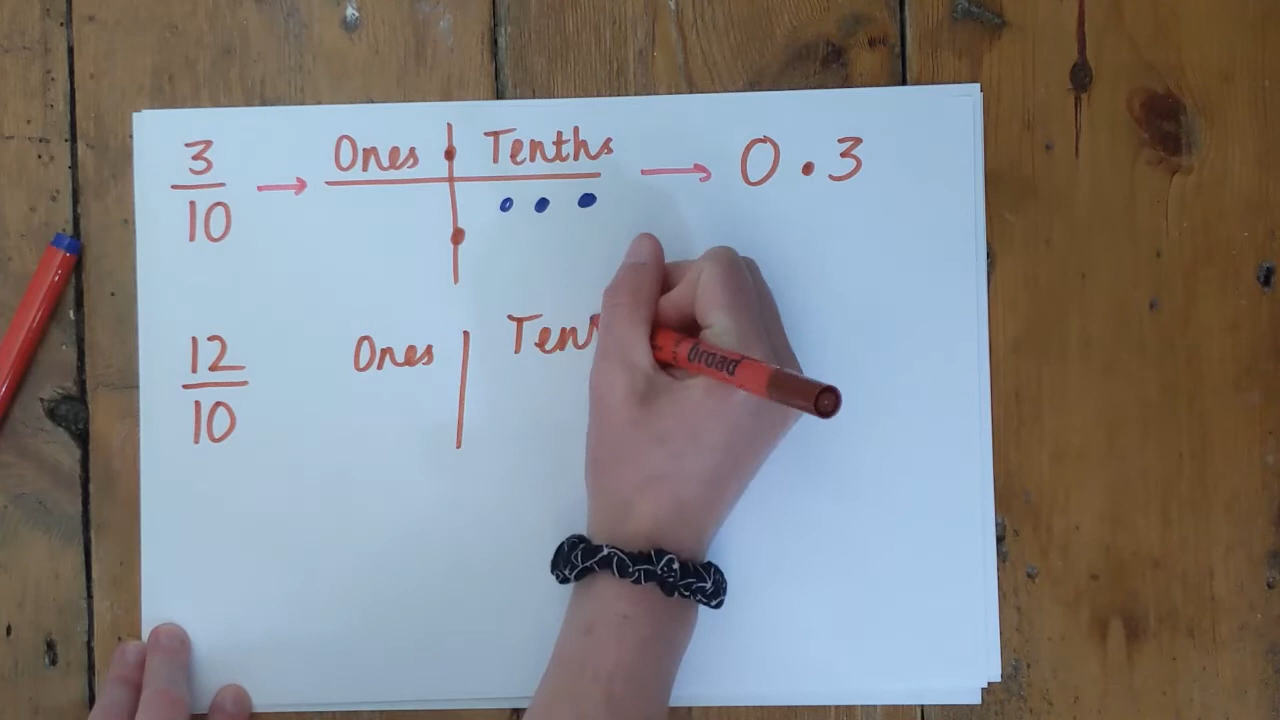 3/10 → Ones . Tenths → 0.3
12/10 Ones Ten
broad